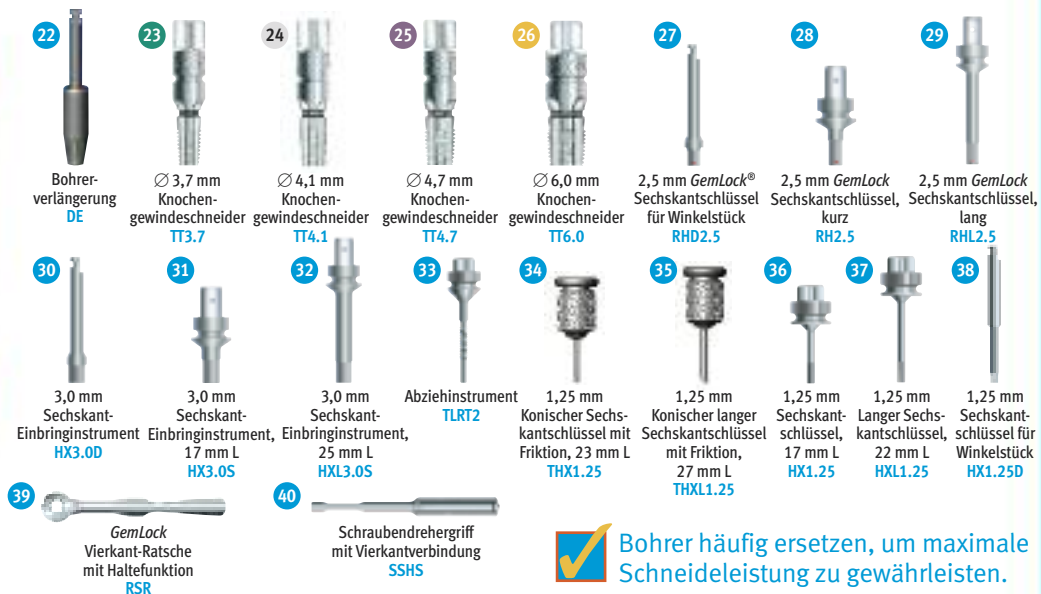 22
23
24
25
26
27
28
29
Bohrer-
verlängerung
DE
∅ 3,7 mm
Knochen-
gewindeschneider
TT3.7
∅ 4,1 mm
Knochen-
gewindeschneider
TT4.1
∅ 4,7 mm
Knochen-
gewindeschneider
TT4.7
∅ 6,0 mm
Knochen-
gewindeschneider
TT6.0
2,5 mm GemLock®
Sechskantschlüssel
für Winkelstück
RHD2.5
2,5 mm GemLock
Sechskantschlüssel,
kurz
RH2.5
2,5 mm GemLock
Sechskantschlüssel,
lang
RHL2.5
30
31
32
33
34
35
36
37
38
3,0 mm
Sechskant-
Einbringinstrument
HX3.0D
3,0 mm
Sechskant-
Einbringinstrument,
17 mm L
HX3.0S
3,0 mm
Sechskant-
Einbringinstrument,
25 mm L
HXL3.0S
Abziehinstrument
TLRT2
1,25 mm
Konischer Sechs-
kantschlüssel mit
Friktion, 23 mm L
THX1.25
1,25 mm
Konischer langer
Sechskantschlüssel
mit Friktion,
27 mm L
THXL1.25
1,25 mm
Sechskant-
schlüssel,
17 mm L
HX1.25
1,25 mm
Langer Sechs-
kantschlüssel,
22 mm L
HXL1.25
1,25 mm
Sechskant-
schlüssel für
Winkelstück
HX1.25D
39
GemLock
Vierkant-Ratsche
mit Haltefunktion
RSR
40
Schraubendrehergriff
mit Vierkantverbindung
SSHS
Bohrer häufig ersetzen, um maximale
Schneideleistung zu gewährleisten.